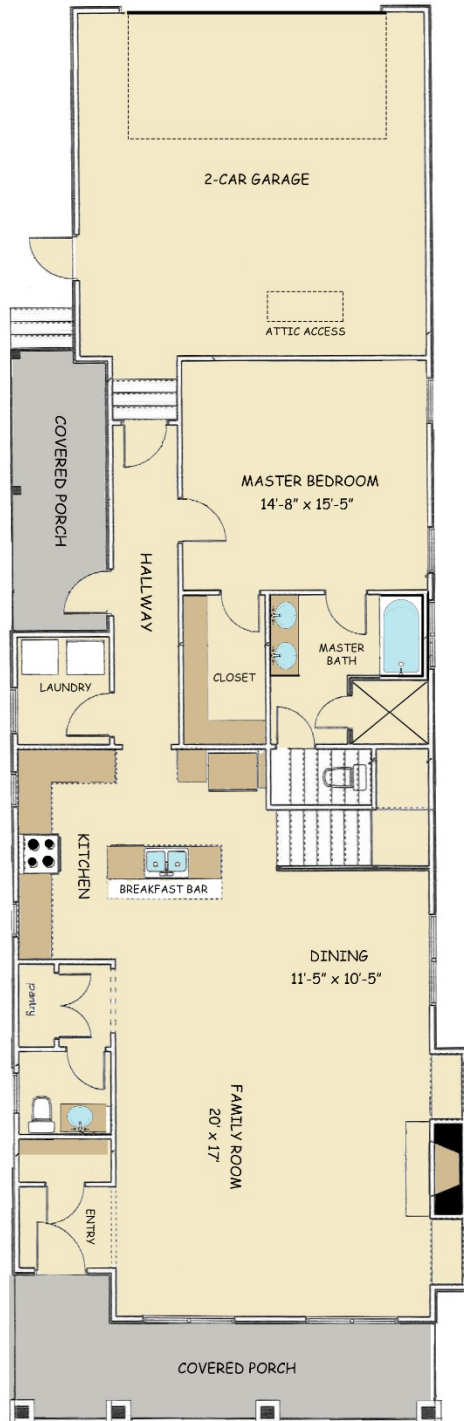 2-CAR GARAGE
ATTIC ACCESS
COVERED PORCH
MASTER BEDROOM
14'-8" x 15'-5"
HALLWAY
LAUNDRY
CLOSET
MASTER
BATH
KITCHEN
BREAKFAST BAR
DINING
11'-5" x 10'-5"
pantry
FAMILY ROOM
20' x 17'
ENTRY
COVERED PORCH